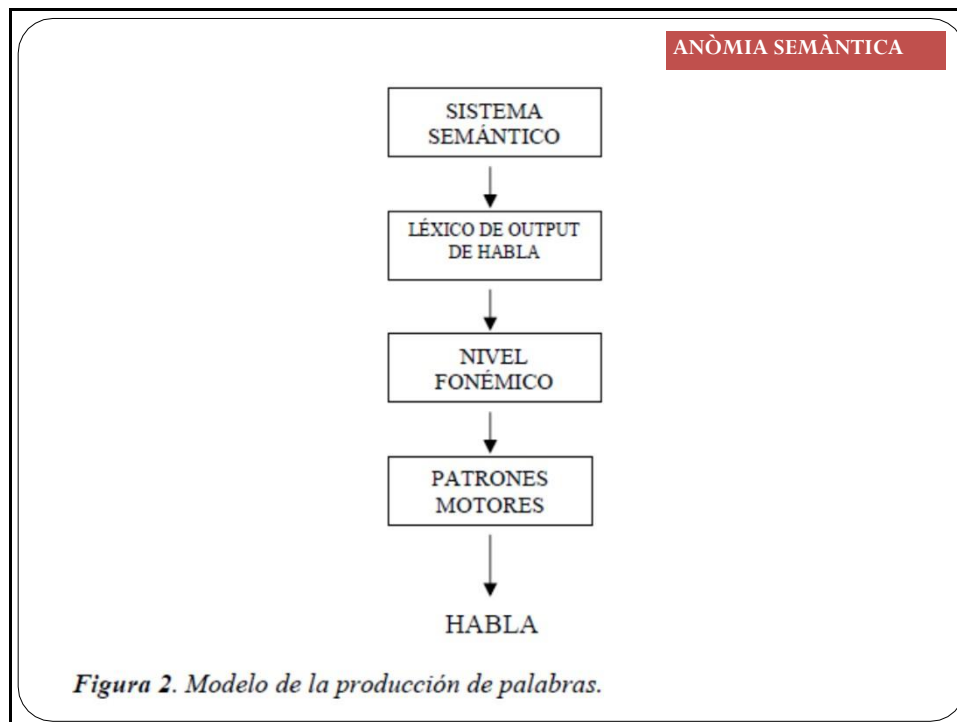 ANÒMIA SEMÀNTICA
SISTEMA
SEMÁNTICO
LÉXICO DE OUTPUT
DE HABLA
NIVEL
FONÉMICO
PATRONES
MOTORES
HABLA
Figura 2. Modelo de la producción de palabras.